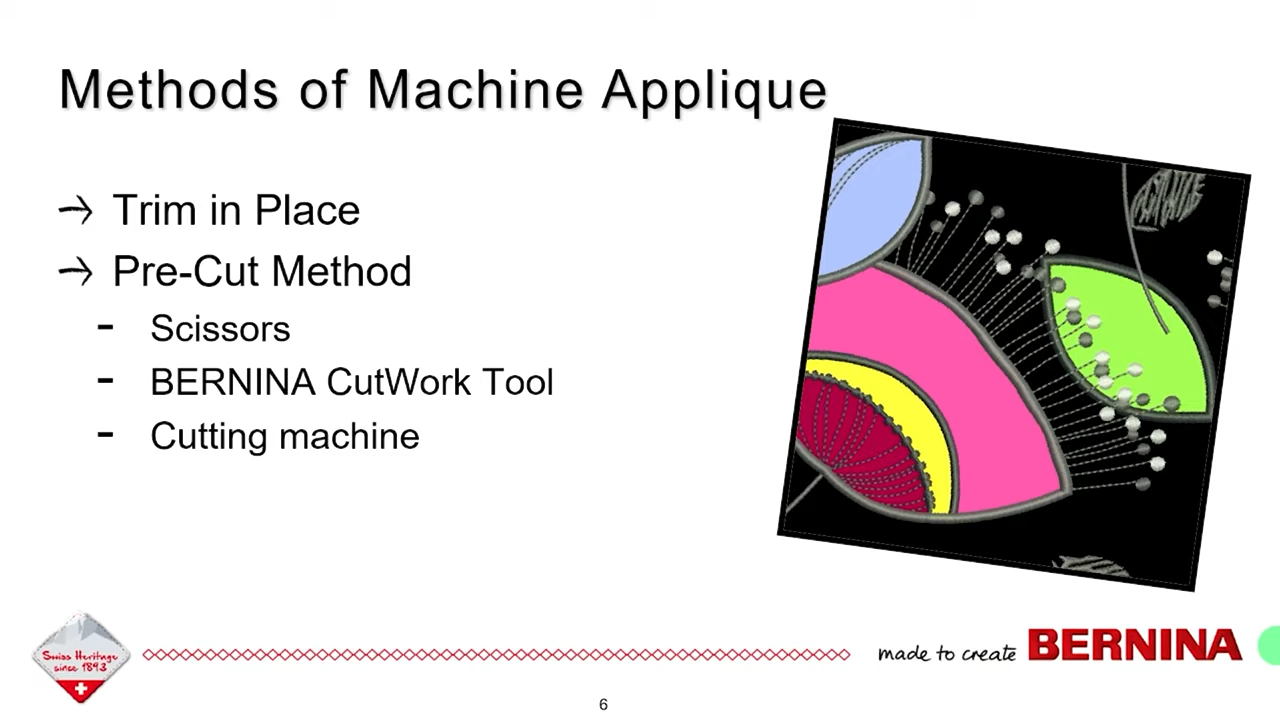 Methods of Machine Applique
→ Trim in Place
→ Pre-Cut Method
- Scissors
- BERNINA CutWork Tool
- Cutting machine
Swiss Heritage
since 1893
made to create BERNINA
6